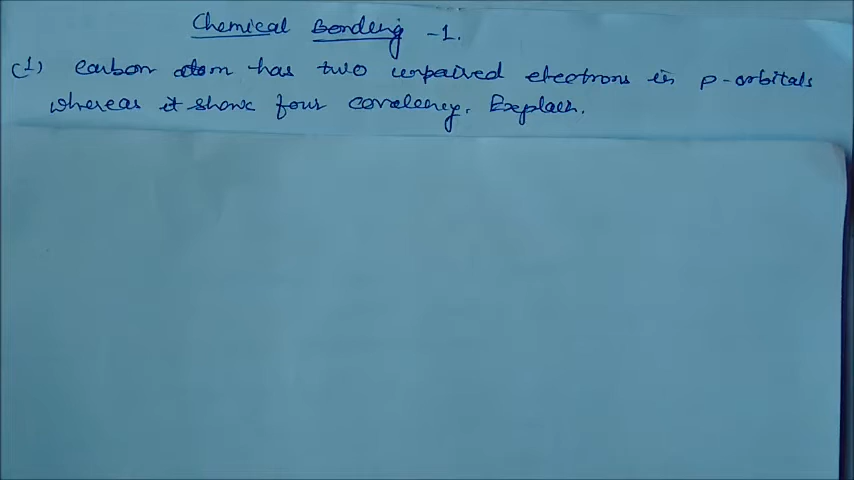 Chemical Bonding -1.
(1) carbon atom has two unpaired electrons in p-orbitals
whereas it shows four covalency. Explain.